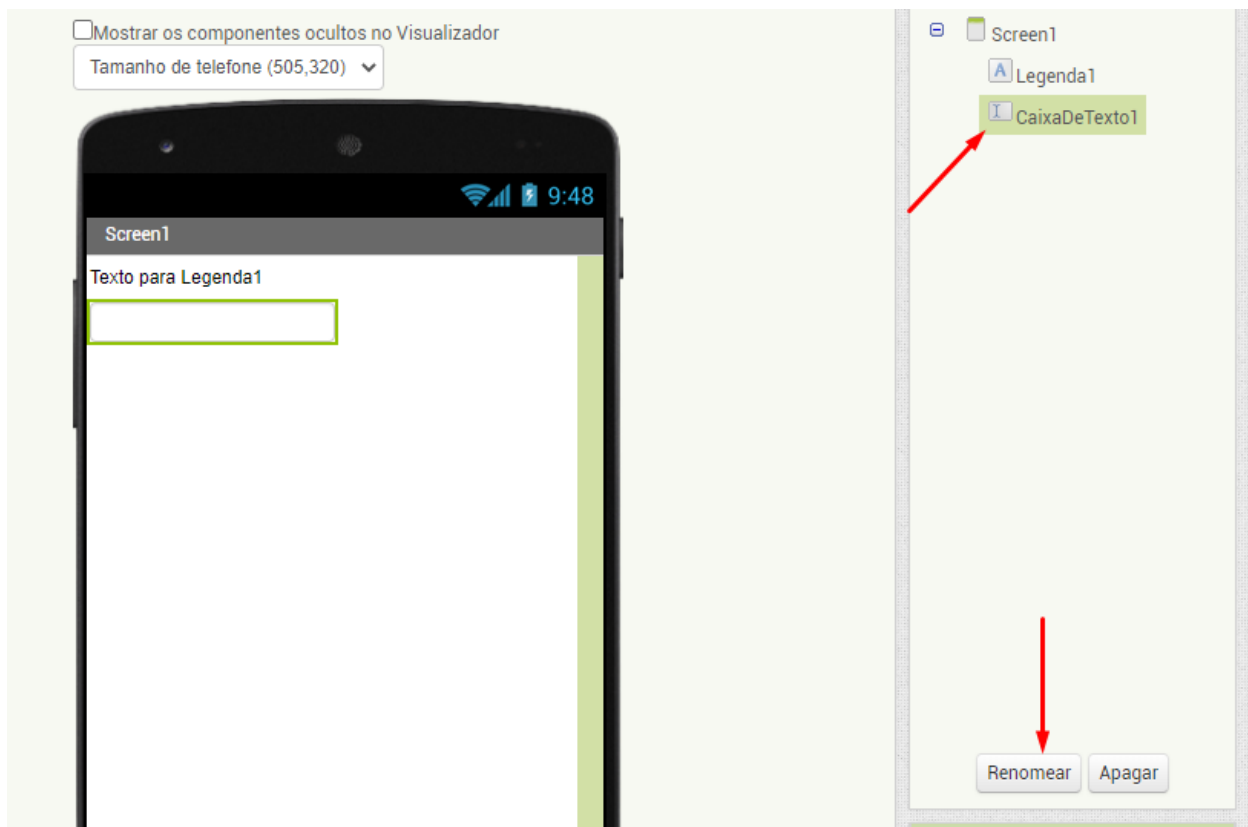 Mostrar os componentes ocultos no Visualizador
Tamanho de telefone (505,320)
9:48
Screen1
Texto para Legenda1
Screen1
Legenda1
CaixaDeTexto1
Renomear
Apagar